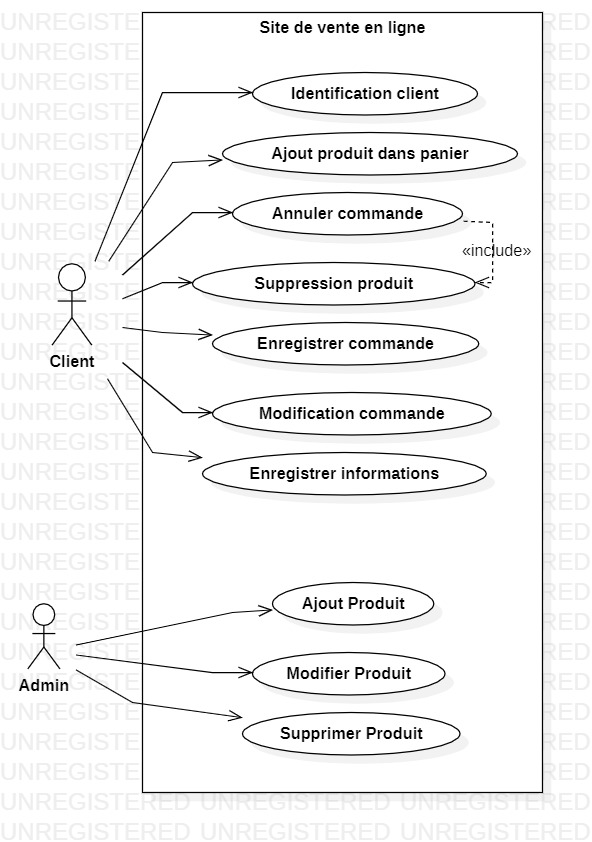 Site de vente en ligne
Identification client
Ajout produit dans panier
Annuler commande
«include»
Suppression produit
Enregistrer commande
Client
Modification commande
Enregistrer informations
Ajout Produit
Modifier Produit
Admin
Supprimer Produit
UNREGISTERED UNREGISTERED UNREGISTERED
UNREGISTERED UNREGISTERED UNREGISTERED